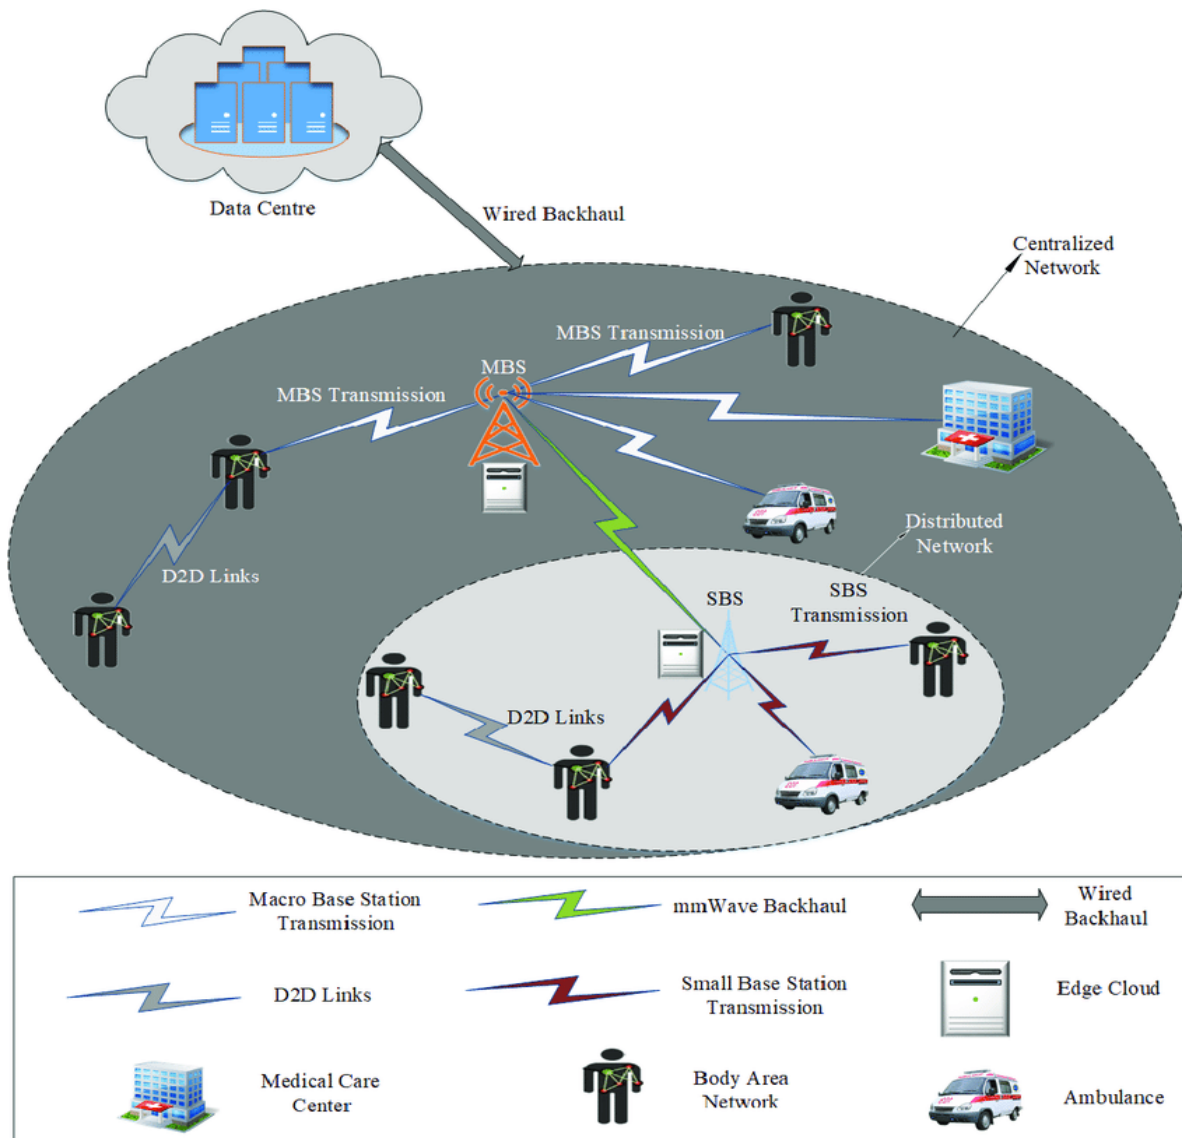 Data Centre
Wired Backhaul
Centralized
Network
MBS Transmission
MBS
MBS Transmission
Distributed
Network
D2D Links
SBS
SBS
Transmission
D2D Links
Macro Base Station
Transmission
mmWave Backhaul
Wired
Backhaul
D2D Links
Small Base Station
Transmission
Edge Cloud
Medical Care
Center
Body Area
Network
Ambulance